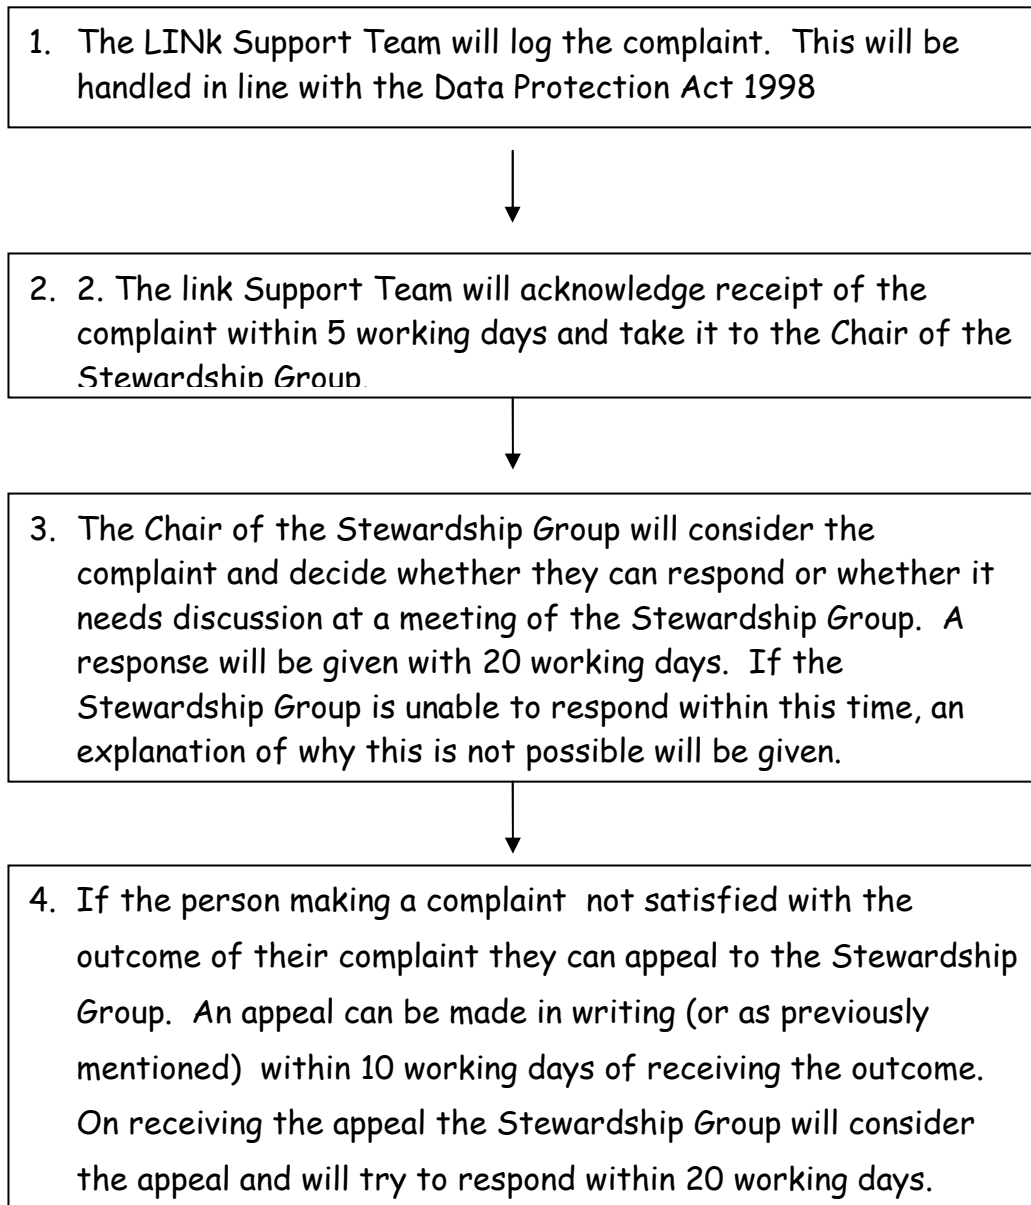 1. The LINk Support Team will log the complaint.  This will be
handled in line with the Data Protection Act 1998
2. 2. The link Support Team will acknowledge receipt of the
complaint within 5 working days and take it to the Chair of the
Stewardship Group.
3. The Chair of the Stewardship Group will consider the
complaint and decide whether they can respond or whether it
needs discussion at a meeting of the Stewardship Group.  A
response will be given with 20 working days.  If the
Stewardship Group is unable to respond within this time, an
explanation of why this is not possible will be given.
4. If the person making a complaint  not satisfied with the
outcome of their complaint they can appeal to the Stewardship
Group.  An appeal can be made in writing (or as previously
mentioned)  within 10 working days of receiving the outcome.
On receiving the appeal the Stewardship Group will consider
the appeal and will try to respond within 20 working days.